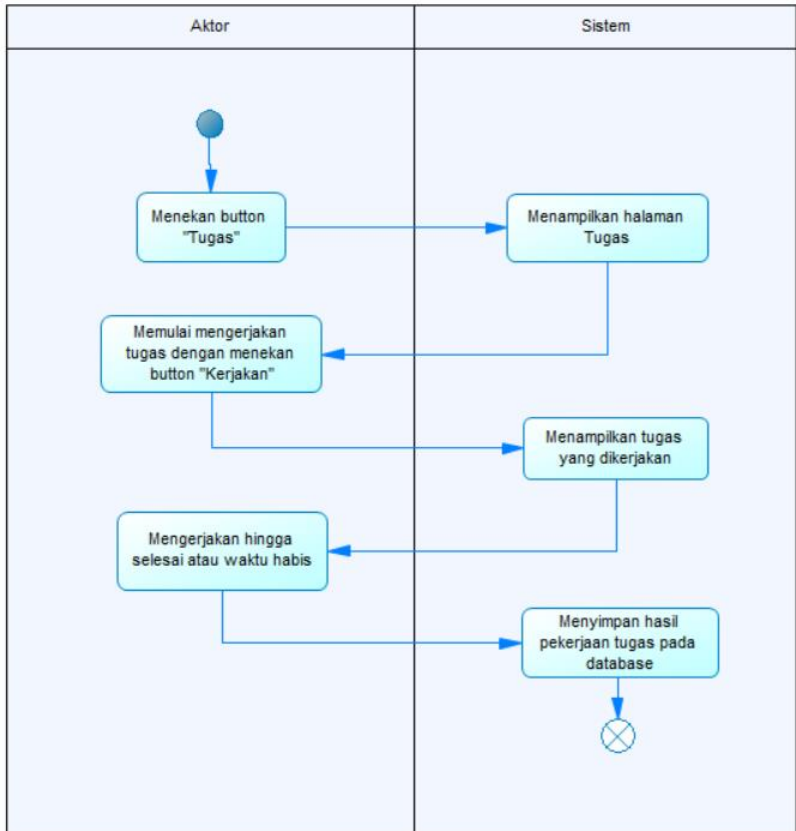 Aktor
Sistem
Menekan button
"Tugas"
Menampilkan halaman
Tugas
Memulai mengerjakan
tugas dengan menekan
button "Kerjakan"
Menampilkan tugas
yang dikerjakan
Mengerjakan hingga
selesai atau waktu habis
Menyimpan hasil
pekerjaan tugas pada
database